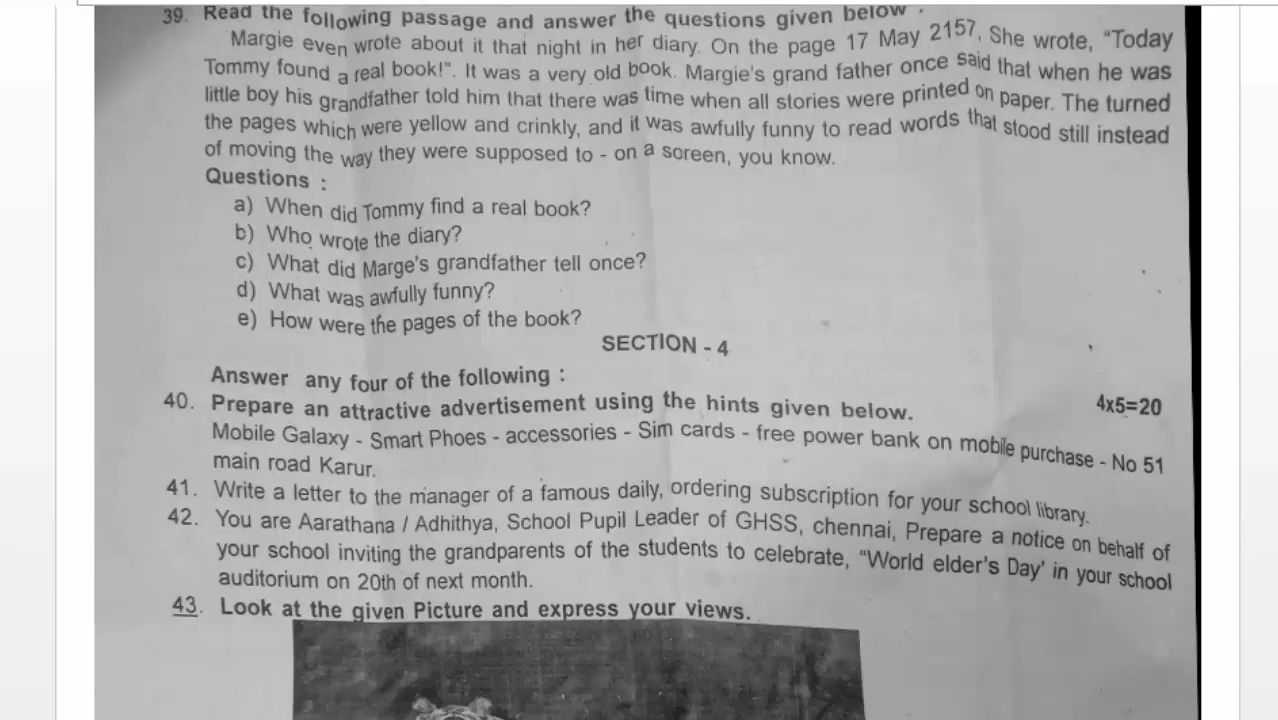 39. Read the following passage and answer the questions given below :
Margie even wrote about it that night in her diary. On the page 17 May 2157, She wrote, “Today
Tommy found a real book!”. It was a very old book. Margie's grand father once said that when he was
little boy his grandfather told him that there was time when all stories were printed on paper. The turned
the pages which were yellow and crinkly, and it was awfully funny to read words that stood still instead
of moving the way they were supposed to - on a screen, you know.
Questions :
a) When did Tommy find a real book?
b) Who wrote the diary?
c) What did Marge's grandfather tell once?
d) What was awfully funny?
e) How were the pages of the book?
SECTION - 4
Answer any four of the following :
4x5=20
40. Prepare an attractive advertisement using the hints given below.
Mobile Galaxy - Smart Phoes - accessories - Sim cards - free power bank on mobile purchase - No 51
main road Karur.
41. Write a letter to the manager of a famous daily, ordering subscription for your school library.
42. You are Aarathana / Adhithya, School Pupil Leader of GHSS, chennai, Prepare a notice on behalf of
your school inviting the grandparents of the students to celebrate, “World elder's Day' in your school
auditorium on 20th of next month.
43. Look at the given Picture and express your views.